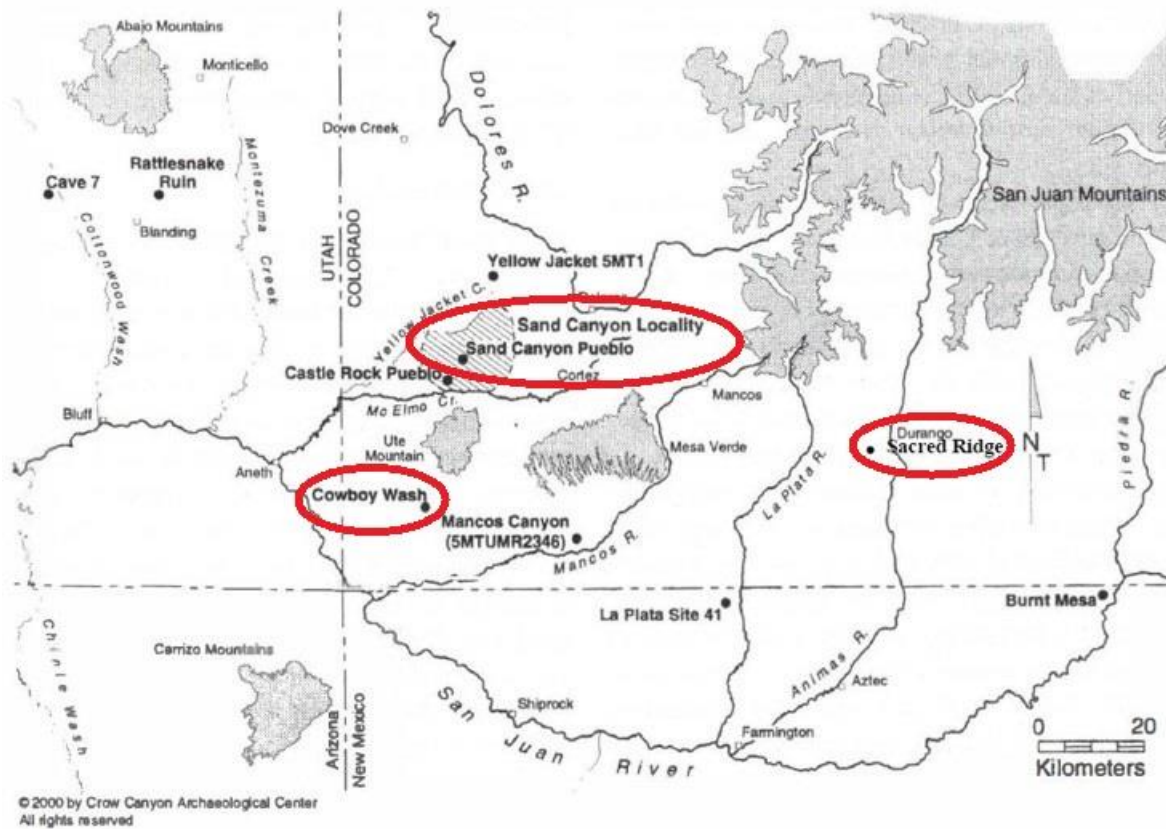 Abajo Mountains
Monticello
Dolores R.
Dove Creek
Montezuma Creek
Rattlesnake
Ruin
Cave 7
San Juan Mountains
Blanding
Cottonwood Wash
UTAH
COLORADO
Yellow Jacket 5MT1
Yellow Jacket C.
Sand Canyon Locality
Sand Canyon Pueblo
Castle Rock Pueblo
Cortez
Mancos
Mc Elmo Cr.
Bluff
Ute
Mountain
Mesa Verde
Durango
Sacred Ridge
N
T
Piedra R.
Aneth
La Plata R.
Cowboy Wash
Mancos Canyon
(5MTUMR2346)
Mancos R.
La Plata Site 41
Burnt Mesa
Chinle Wash
Carrizo Mountains
Animas R.
Aztec
Shiprock
San Juan River
Farmington
Arizona
New Mexico
0 20
Kilometers
© 2000 by Crow Canyon Archaeological Center
All rights reserved